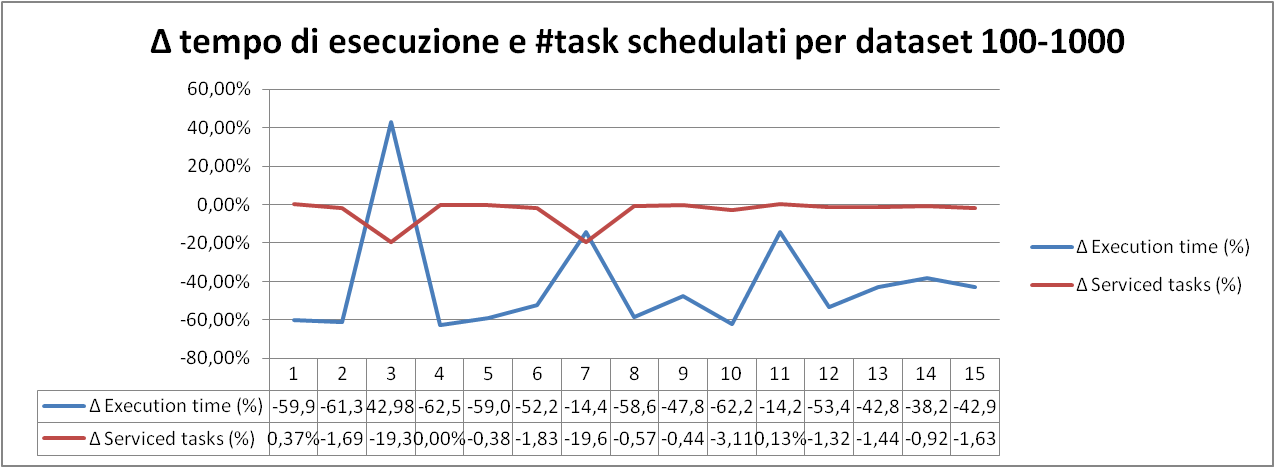 Δ tempo di esecuzione e #task schedulati per dataset 100-1000
60,00%
40,00%
20,00%
0,00%
-20,00%
-40,00%
-60,00%
-80,00%
Δ Execution time (%)
Δ Serviced tasks (%)
1 2 3 4 5 6 7 8 9 10 11 12 13 14 15
Δ Execution time (%) -59,9 -61,3 42,98 -62,5 -59,0 -52,2 -14,4 -58,6 -47,8 -62,2 -14,2 -53,4 -42,8 -38,2 -42,9
Δ Serviced tasks (%) 0,37% -1,69 -19,3 0,00% -0,38 -1,83 -19,6 -0,57 -0,44 -3,11 0,13% -1,32 -1,44 -0,92 -1,63